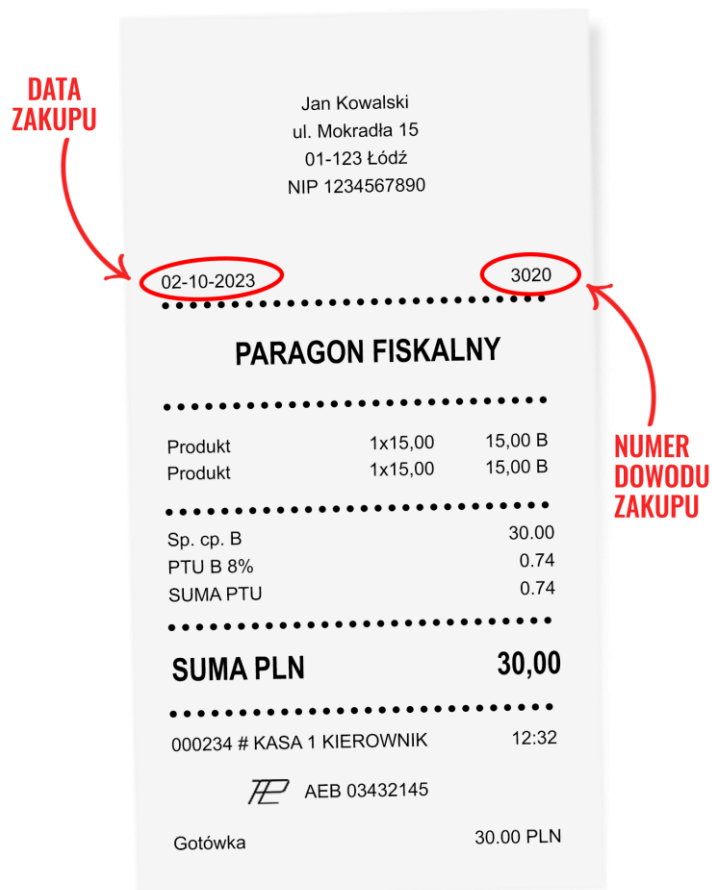 DATA
ZAKUPU
Jan Kowalski
ul. Mokradła 15
01-123 Łódź
NIP 1234567890
02-10-2023 3020
PARAGON FISKALNY
Produkt 1x15,00 15,00 B
Produkt 1x15,00 15,00 B
NUMER
DOWODU
ZAKUPU
Sp. cp. B 30.00
PTU B 8% 0.74
SUMA PTU 0.74
SUMA PLN 30,00
000234 # KASA 1 KIEROWNIK 12:32
AEB 03432145
Gotówka 30.00 PLN